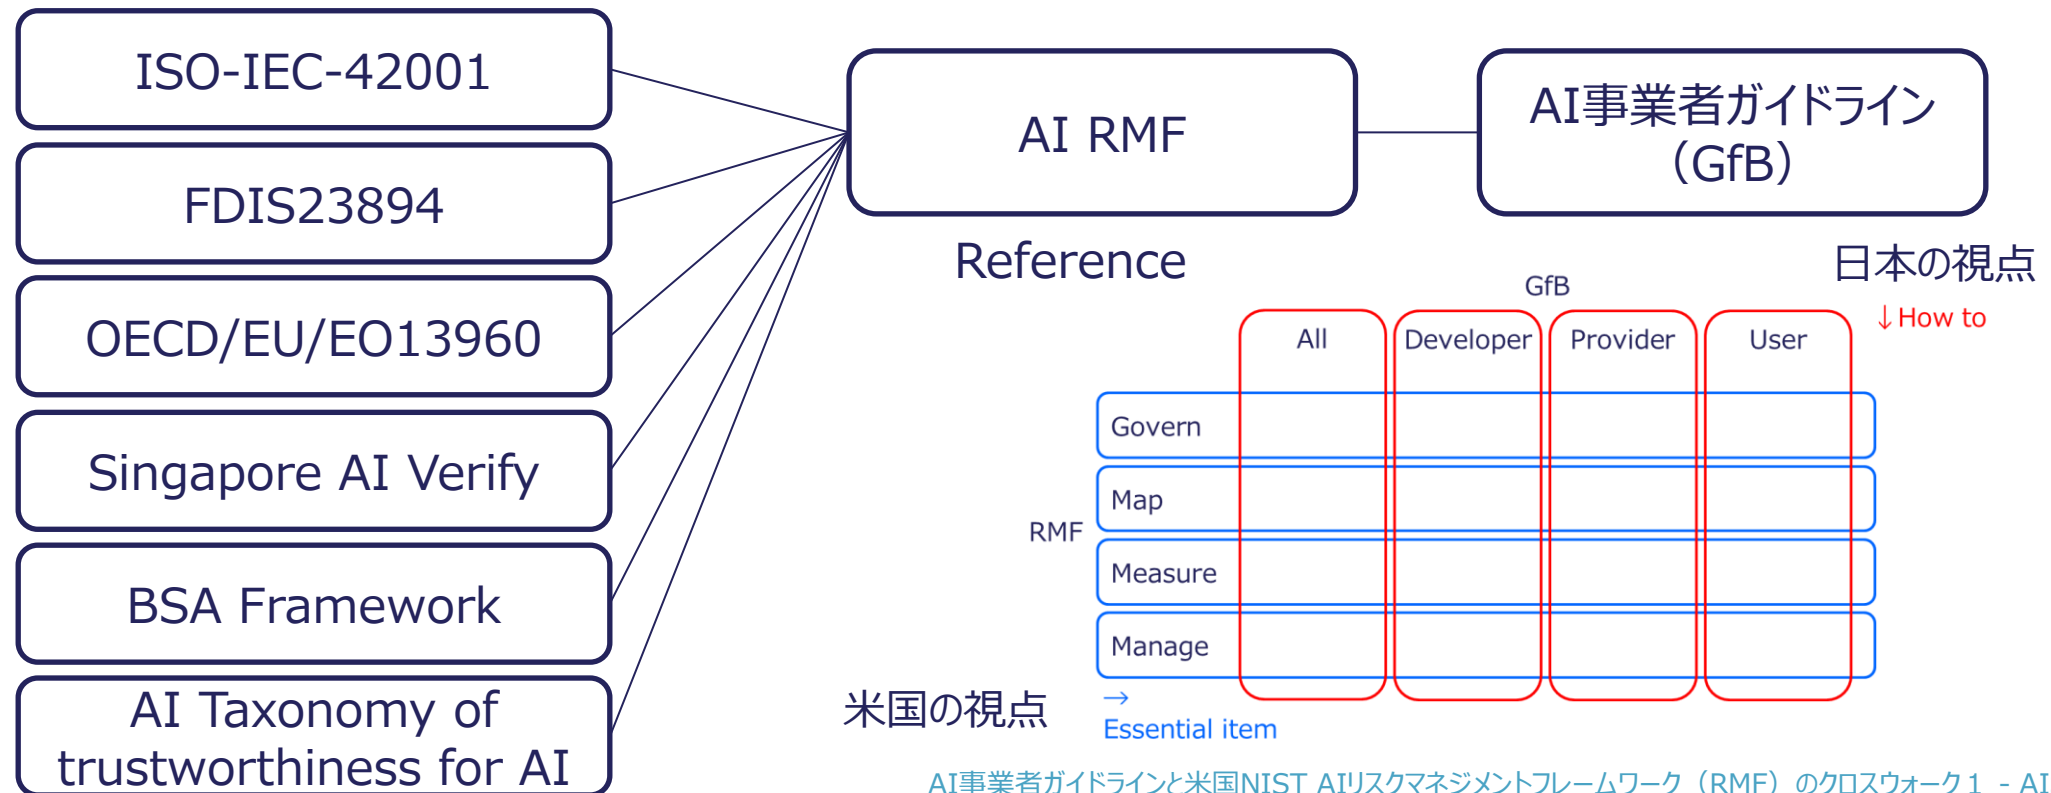 ISO-IEC-42001
FDIS23894
OECD/EU/EO13960
Singapore AI Verify
BSA Framework
AI Taxonomy of
trustworthiness for AI
AI RMF
Reference
AI事業者ガイドライン
（GfB）
日本の視点
↓How to
GfB
All
Developer
Provider
User
RMF
Govern
Map
Measure
Manage
米国の視点
→
Essential item
AI事業者ガイドラインと米国NIST AIリスクマネジメントフレームワーク（RMF）のクロスウォーク１ - AI